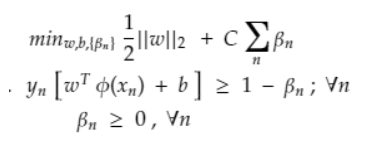 min_{w,b,{β_n}} 1/2 ||w||_2 + C ∑_n β_n
. y_n [w^T ϕ(x_n) + b] ≥ 1 − β_n ; ∀n
β_n ≥ 0, ∀n